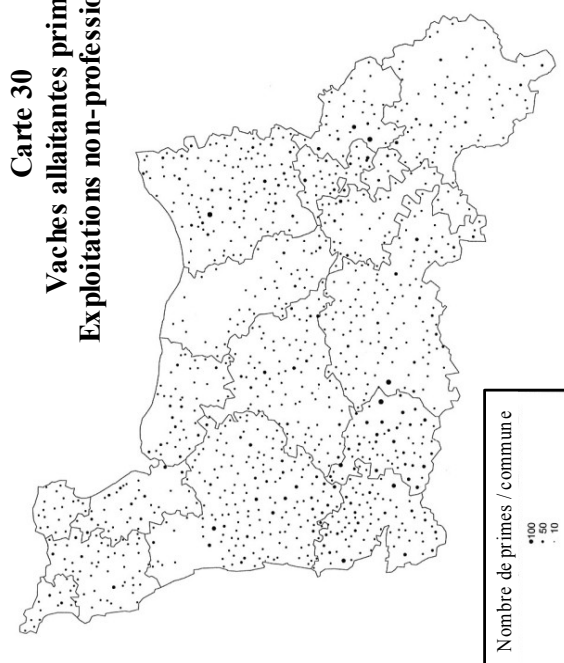 Carte 30
Vaches allaitantes prim
Exploitations non-professio
Nombre de primes / commune
100
50
10